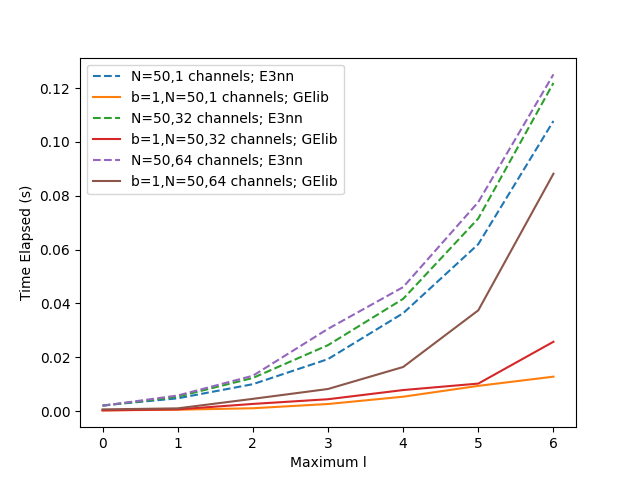 N=50,1 channels; E3nn
b=1,N=50,1 channels; GElib
N=50,32 channels; E3nn
b=1,N=50,32 channels; GElib
N=50,64 channels; E3nn
b=1,N=50,64 channels; GElib
0.12
0.10
0.08
0.06
0.04
0.02
0.00
Time Elapsed (s)
0 1 2 3 4 5 6
Maximum l